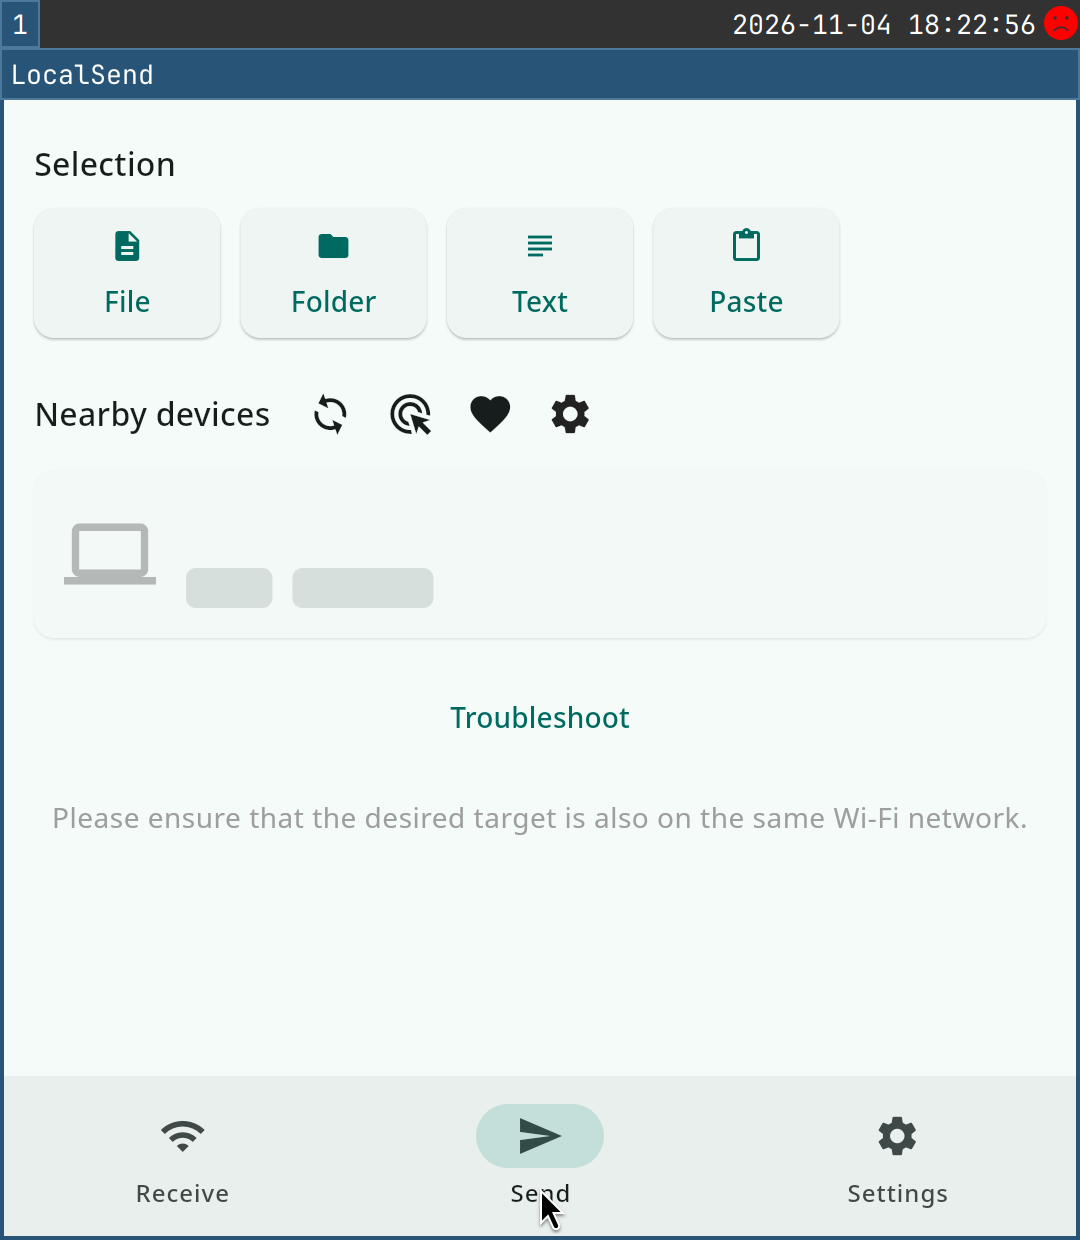 1
2026-11-04 18:22:56
LocalSend
Selection
File Folder Text Paste
Nearby devices
Troubleshoot
Please ensure that the desired target is also on the same Wi-Fi network.
Receive Send Settings